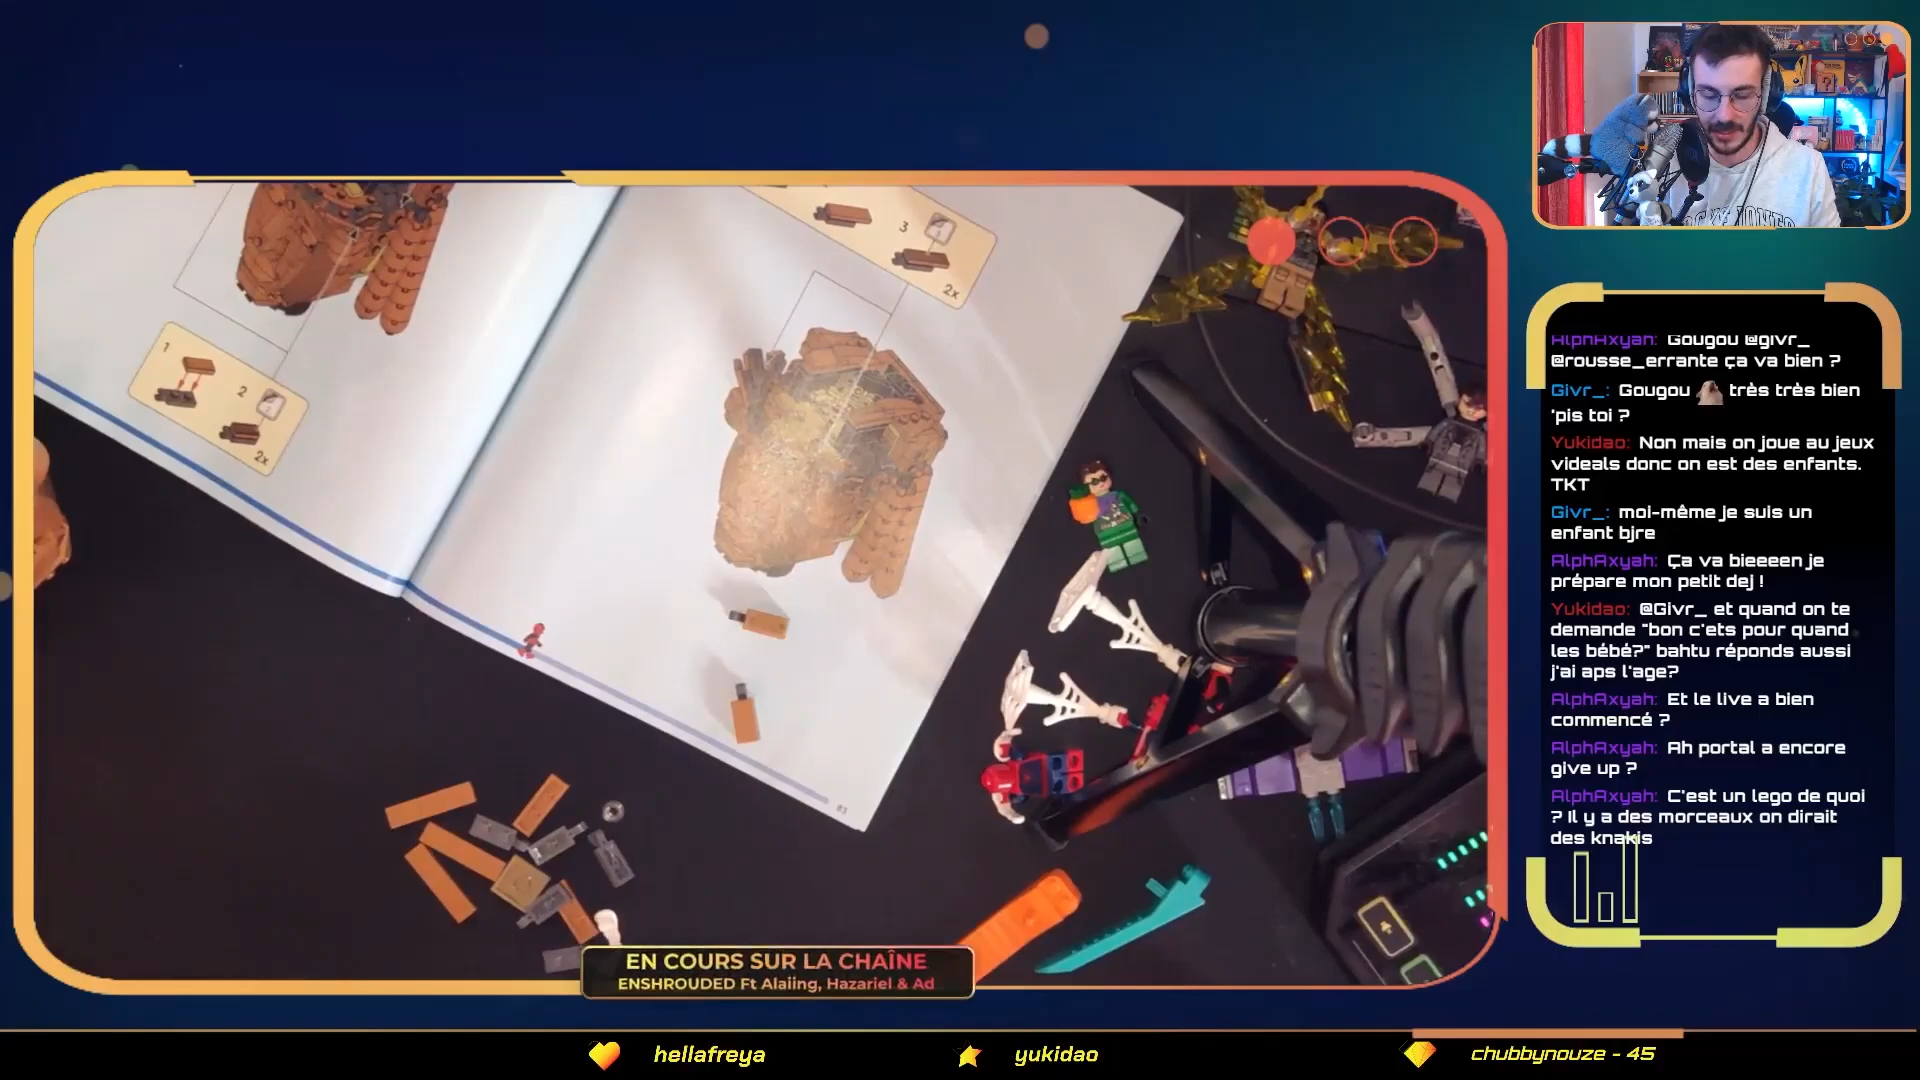 3
2x
1
2
2x
83
AlphAxyah: Gougou @givr_
@rousse_errante ça va bien ?
Givr_: Gougou très très bien
'pis toi ?
Yukidao: Non mais on joue au jeux
videals donc on est des enfants.
TKT
Givr_: moi-même je suis un
enfant bjre
AlphAxyah: Ça va bieeeen je
prépare mon petit dej !
Yukidao: @Givr_ et quand on te
demande "bon c'ets pour quand
les bébé?" bahtu réponds aussi
j'ai aps l'age?
AlphAxyah: Et le live a bien
commencé ?
AlphAxyah: Ah portal a encore
give up ?
AlphAxyah: C'est un lego de quoi
? Il y a des morceaux on dirait
des knakis
EN COURS SUR LA CHAÎNE
ENSHROUDED Ft Alaiing, Hazariel & Ad
hellafreya
yukidao
chubbynouze - 45